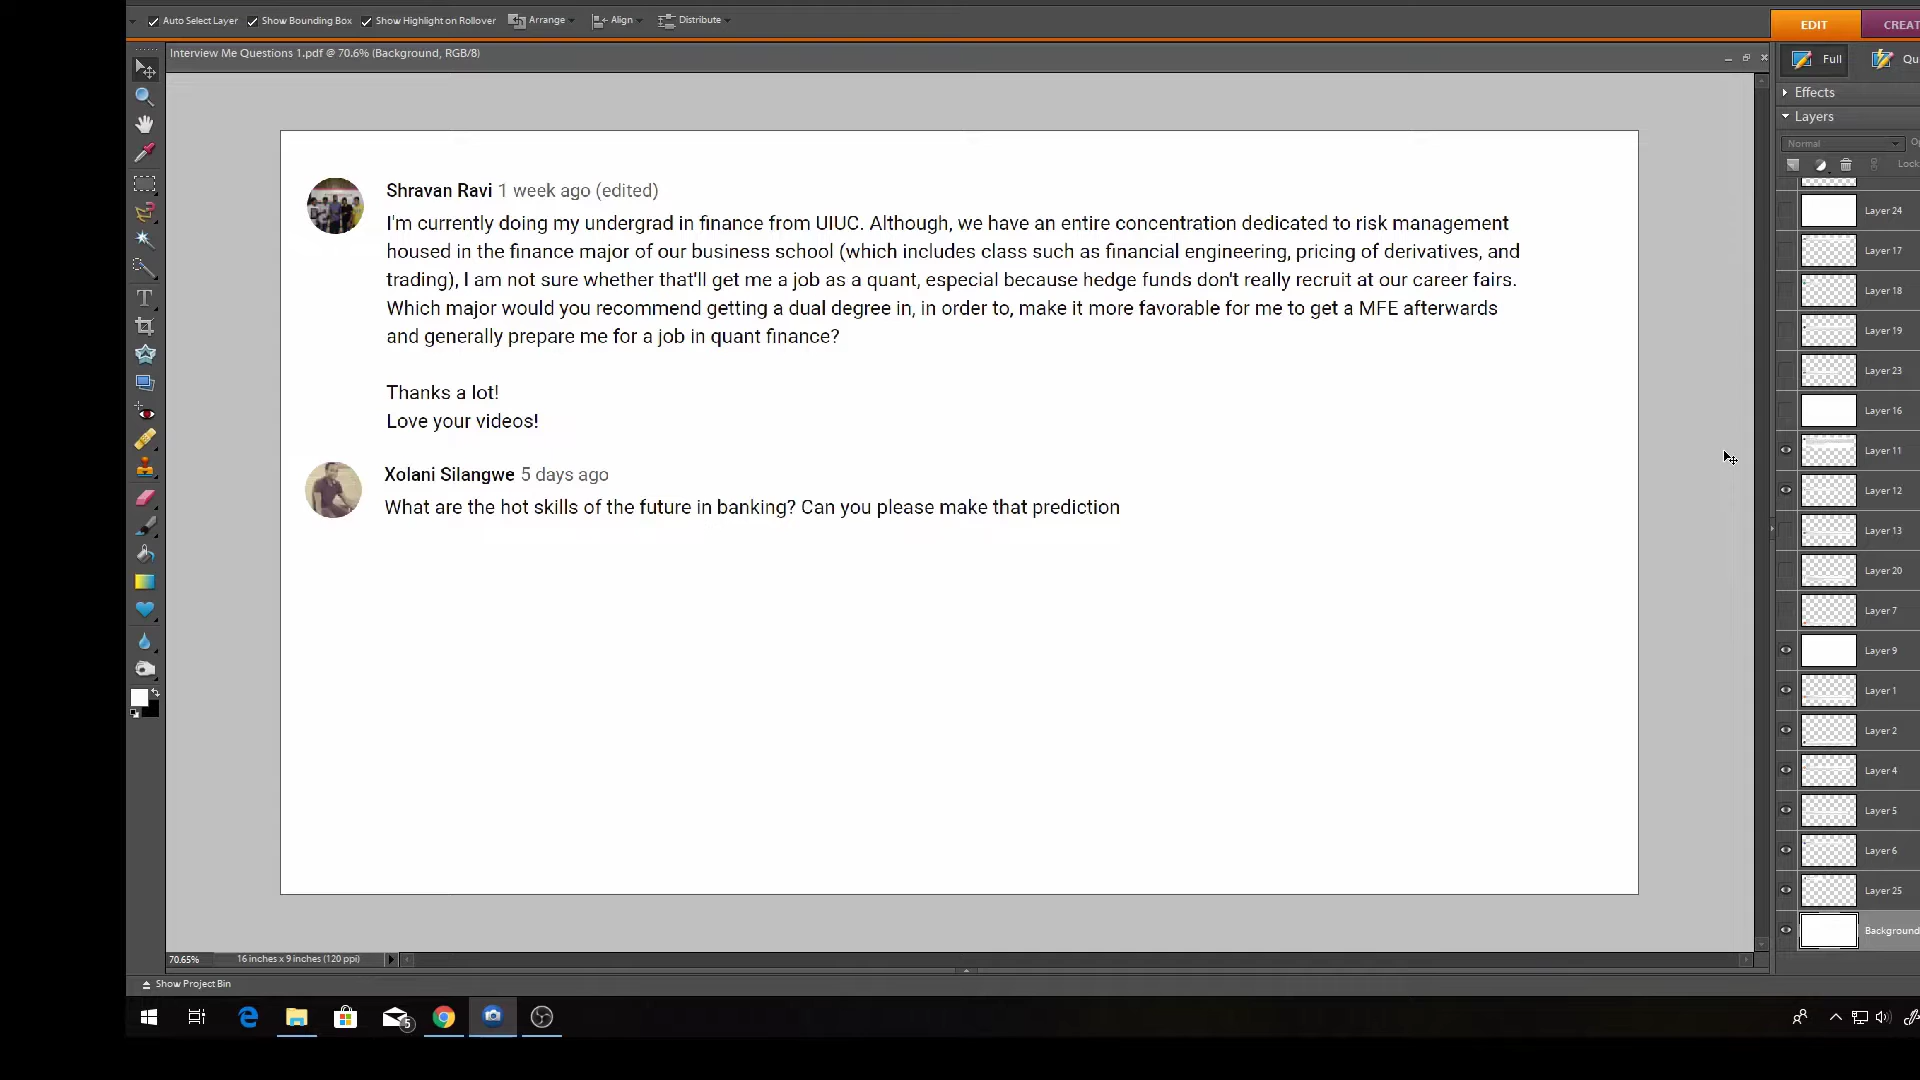 Auto Select Layer Show Bounding Box Show Highlight on Rollover Arrange Align Distribute
EDIT
Interview Me Questions 1.pdf @ 70.6% (Background, RGB/8)
Full
Effects
Layers
Normal
Shravan Ravi 1 week ago (edited)
I'm currently doing my undergrad in finance from UIUC. Although, we have an entire concentration dedicated to risk management
housed in the finance major of our business school (which includes class such as financial engineering, pricing of derivatives, and
trading), I am not sure whether that'll get me a job as a quant, especial because hedge funds don't really recruit at our career fairs.
Which major would you recommend getting a dual degree in, in order to, make it more favorable for me to get a MFE afterwards
and generally prepare me for a job in quant finance?
Thanks a lot!
Love your videos!
Xolani Silangwe 5 days ago
What are the hot skills of the future in banking? Can you please make that prediction
Layer 24
Layer 17
Layer 18
Layer 19
Layer 23
Layer 16
Layer 11
Layer 12
Layer 13
Layer 20
Layer 7
Layer 9
Layer 1
Layer 2
Layer 4
Layer 5
Layer 6
Layer 25
Background
70.65% 16 inches x 9 inches (120 ppi)
Show Project Bin
5